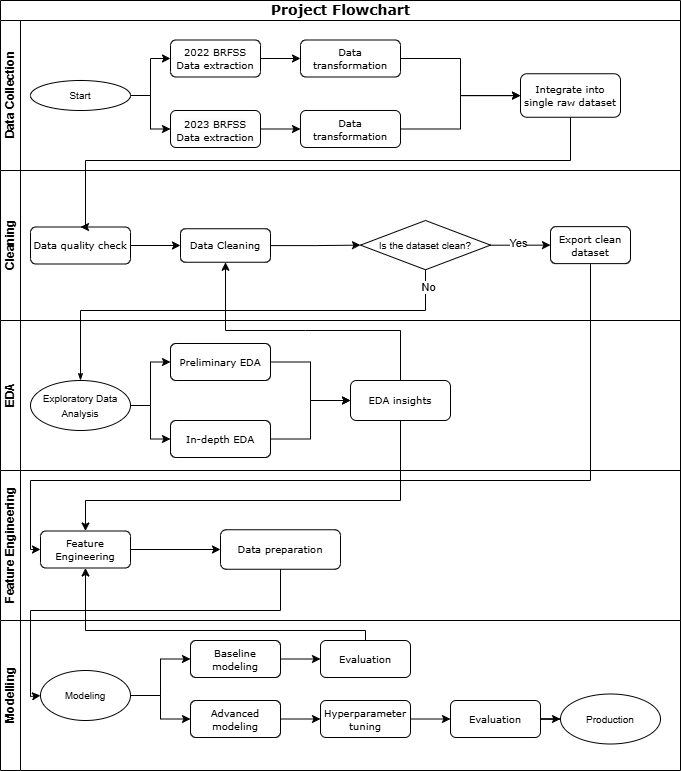 Project Flowchart
Data Collection
Start
2022 BRFSS
Data extraction
Data
transformation
2023 BRFSS
Data extraction
Data
transformation
Integrate into
single raw dataset
Cleaning
Data quality check
Data Cleaning
Is the dataset clean?
Yes
No
Export clean
dataset
EDA
Exploratory Data
Analysis
Preliminary EDA
In-depth EDA
EDA insights
Feature Engineering
Feature
Engineering
Data preparation
Modelling
Modeling
Baseline
modeling
Evaluation
Advanced
modeling
Hyperparameter
tuning
Evaluation
Production